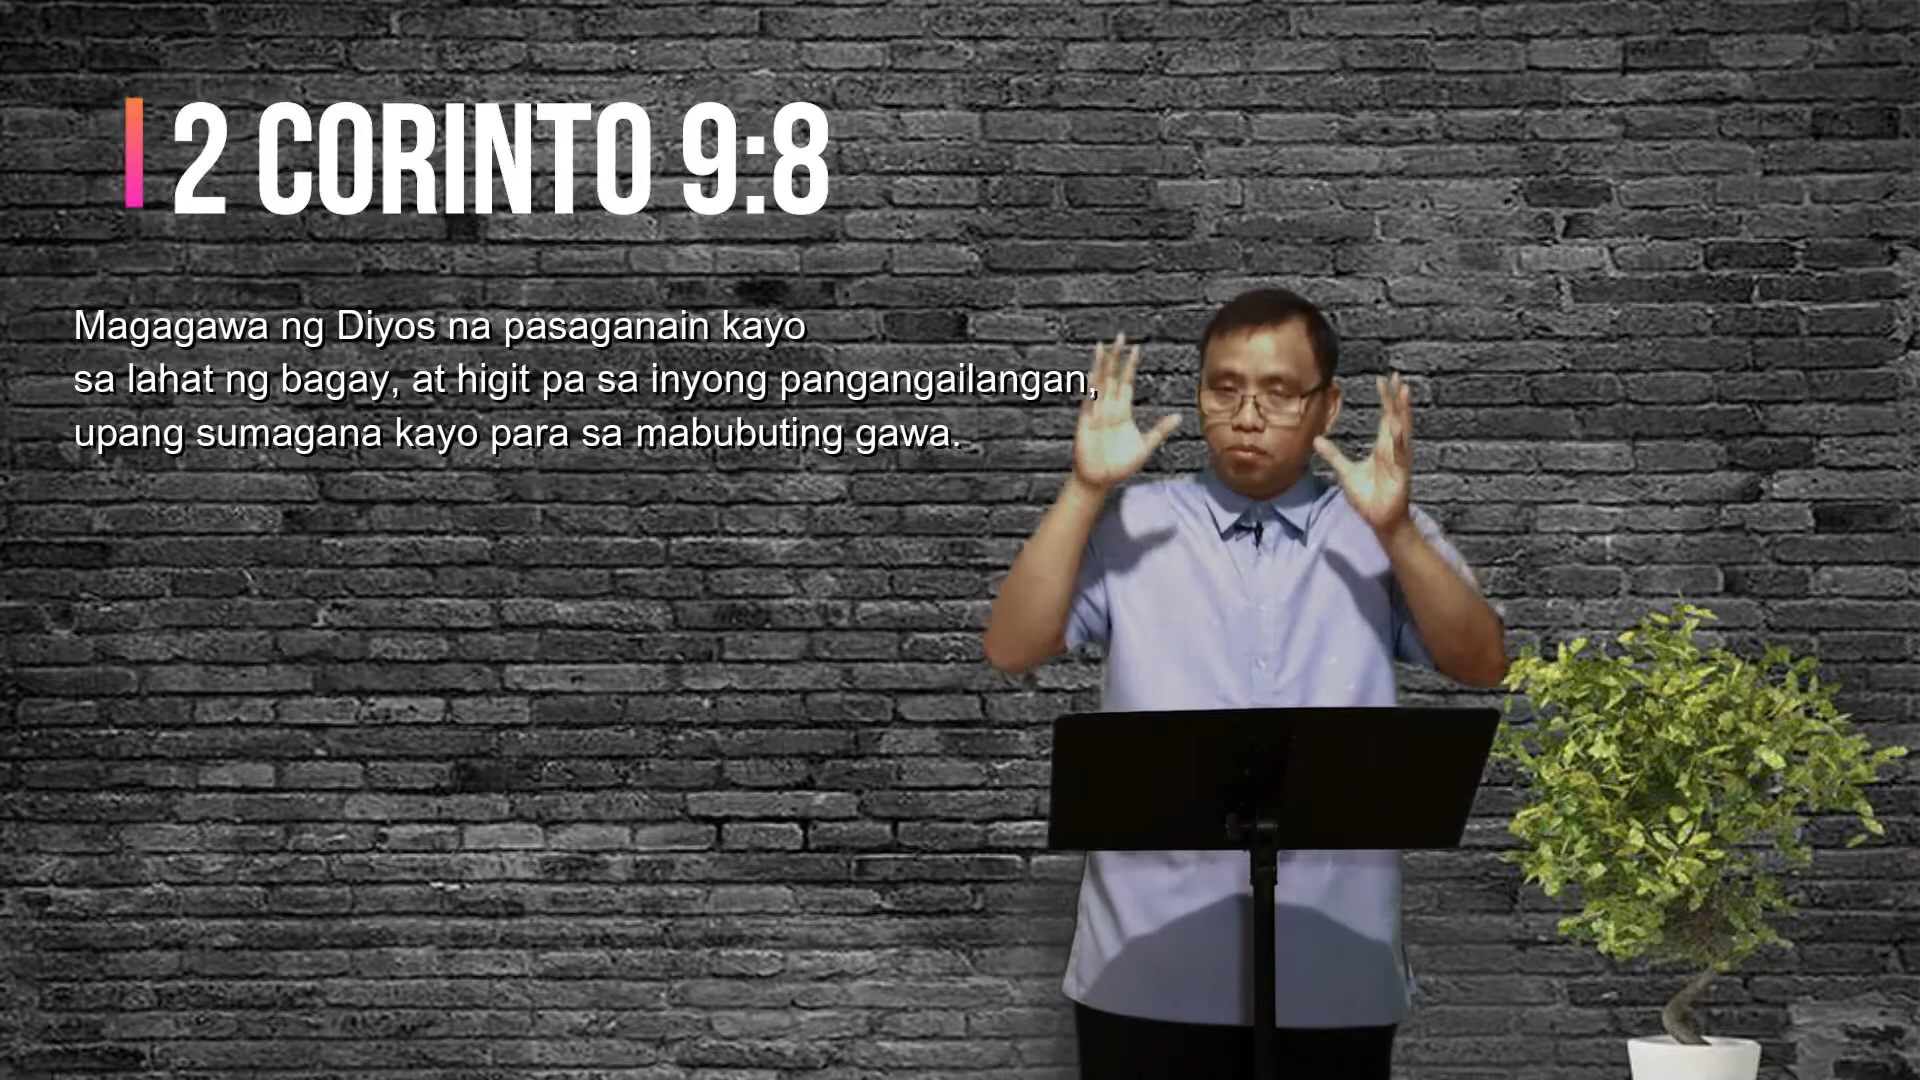 2 CORINTO 9:8
Magagawa ng Diyos na pasaganain kayo
sa lahat ng bagay, at higit pa sa inyong pangangailangan,
upang sumagana kayo para sa mabubuting gawa.